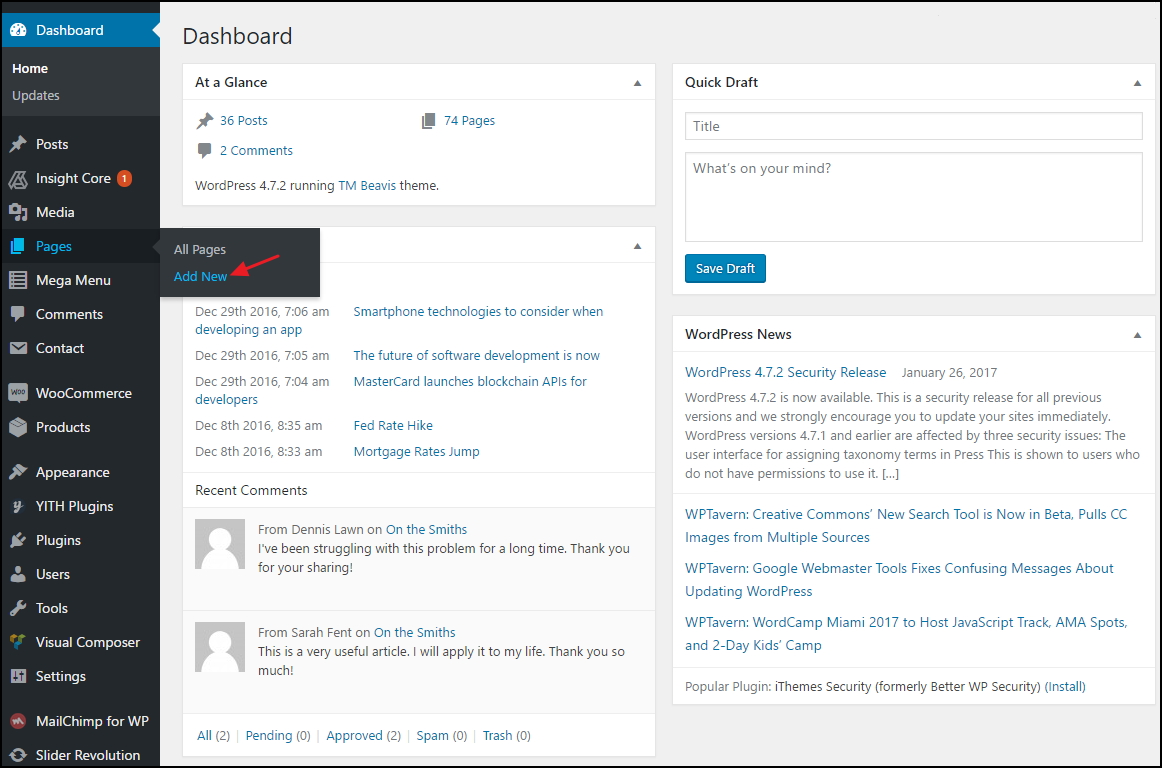 Dashboard
Home
Updates
Posts
Insight Core 1
Media
Pages
Mega Menu
Comments
Contact
WooCommerce
Products
Appearance
YITH Plugins
Plugins
Users
Tools
Visual Composer
Settings
MailChimp for WP
Slider Revolution
All Pages
Add New
Dashboard
At a Glance
36 Posts
74 Pages
2 Comments
WordPress 4.7.2 running TM Beavis theme.
Dec 29th 2016, 7:06 am Smartphone technologies to consider when
developing an app
Dec 29th 2016, 7:05 am The future of software development is now
Dec 29th 2016, 7:04 am MasterCard launches blockchain APIs for
developers
Dec 8th 2016, 8:35 am Fed Rate Hike
Dec 8th 2016, 8:33 am Mortgage Rates Jump
Recent Comments
From Dennis Lawn on On the Smiths
I've been struggling with this problem for a long time. Thank you
for your sharing!
From Sarah Fent on On the Smiths
This is a very useful article. I will apply it to my life. Thank you so
much!
All (2) | Pending (0) | Approved (2) | Spam (0) | Trash (0)
Quick Draft
Title
What's on your mind?
Save Draft
WordPress News
WordPress 4.7.2 Security Release January 26, 2017
WordPress 4.7.2 is now available. This is a security release for all previous
versions and we strongly encourage you to update your sites immediately.
WordPress versions 4.7.1 and earlier are affected by three security issues: The
user interface for assigning taxonomy terms in Press This is shown to users who
do not have permissions to use it. [...]
WPTavern: Creative Commons’ New Search Tool is Now in Beta, Pulls CC
Images from Multiple Sources
WPTavern: Google Webmaster Tools Fixes Confusing Messages About
Updating WordPress
WPTavern: WordCamp Miami 2017 to Host JavaScript Track, AMA Spots,
and 2-Day Kids’ Camp
Popular Plugin: iThemes Security (formerly Better WP Security) (Install)